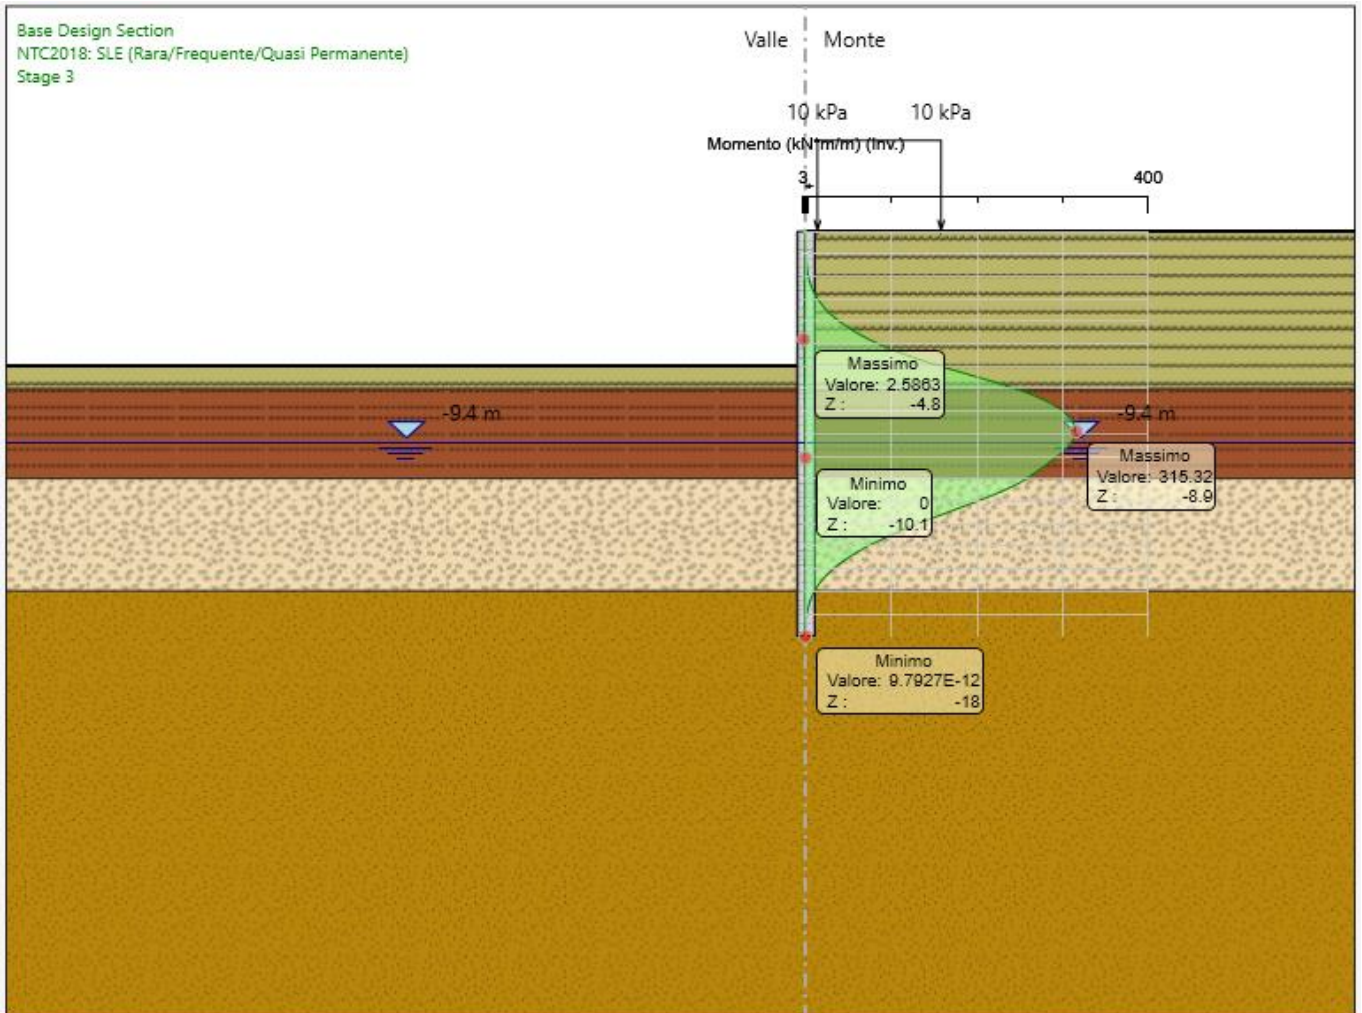 Base Design Section
NTC2018: SLE (Rara/Frequente/Quasi Permanente)
Stage 3
Valle
Monte
10 kPa
10 kPa
Momento (kN*m/m) (Inv.)
3
400
Massimo
Valore: 2.5863
Z : -4.8
-9.4 m
-9.4 m
Massimo
Valore: 315.32
Z : -8.9
Minimo
Valore: 0
Z : -10.1
Minimo
Valore: 9.7927E-12
Z : -18